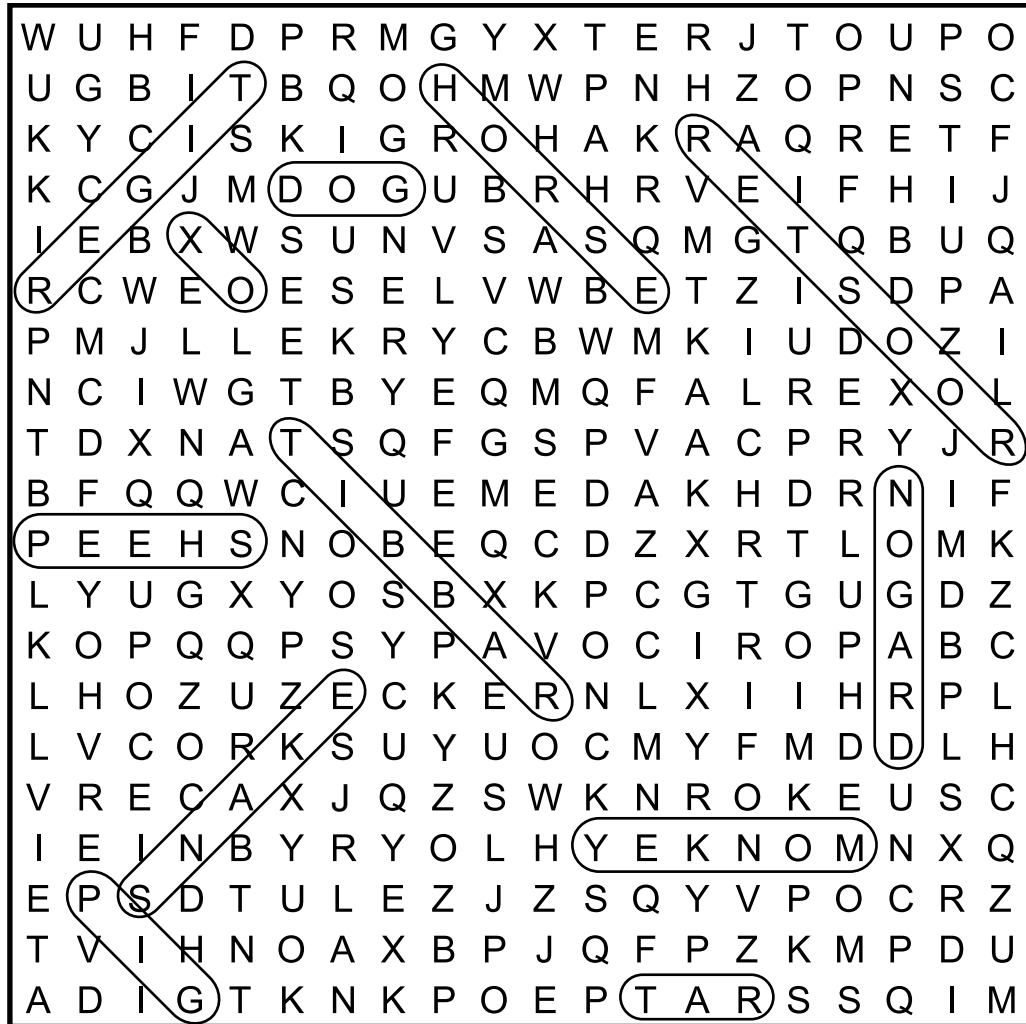 W U H F D P R M G Y X T E R J T O U P O
U G B I T B Q O H M W P N H Z O P N S C
K Y C I S K I G R O H A K R A Q R E T F
K C G J M D O G U B R H R V E I F H I J
I E B X W S U N V S A S Q M G T Q B U Q
R C W E O E S E L V W B E T Z I S D P A
P M J L L E K R Y C B W M K I U D O Z I
N C I W G T B Y E Q M Q F A L R E X O L
T D X N A T S Q F G S P V A C P R Y J R
B F Q Q W C I U E M E D A K H D R N I F
P E E H S N O B E Q C D Z X R T L O M K
L Y U G X Y O S B X K P C G T G U G D Z
K O P Q Q P S Y P A V O C I R O P A B C
L H O Z U Z E C K E R N L X I I H R P L
L V C O R K S U Y U O C M Y F M D D L H
V R E C A X J Q Z S W K N R O K E U S C
I E I N B Y R Y O L H Y E K N O M N X Q
E P S D T U L E Z J Z S Q Y V P O C R Z
T V I H N O A X B P J Q F P Z K M P D U
A D I G T K N K P O E P T A R S S Q I M